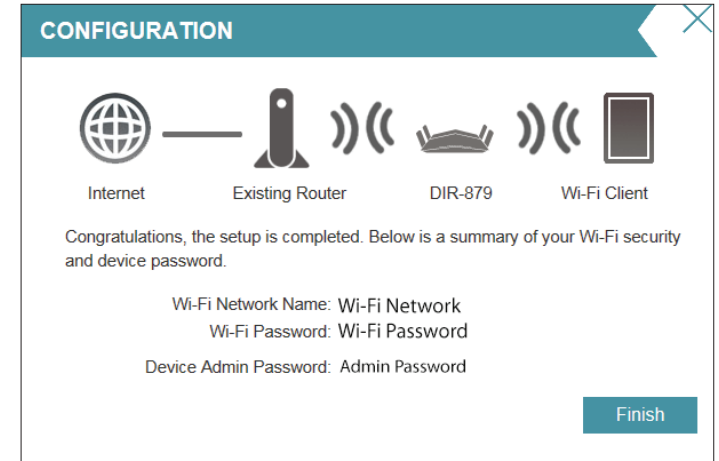 CONFIGURATION
Internet Existing Router DIR-879 Wi-Fi Client
Congratulations, the setup is completed. Below is a summary of your Wi-Fi security
and device password.
Wi-Fi Network Name: Wi-Fi Network
Wi-Fi Password: Wi-Fi Password
Device Admin Password: Admin Password
Finish